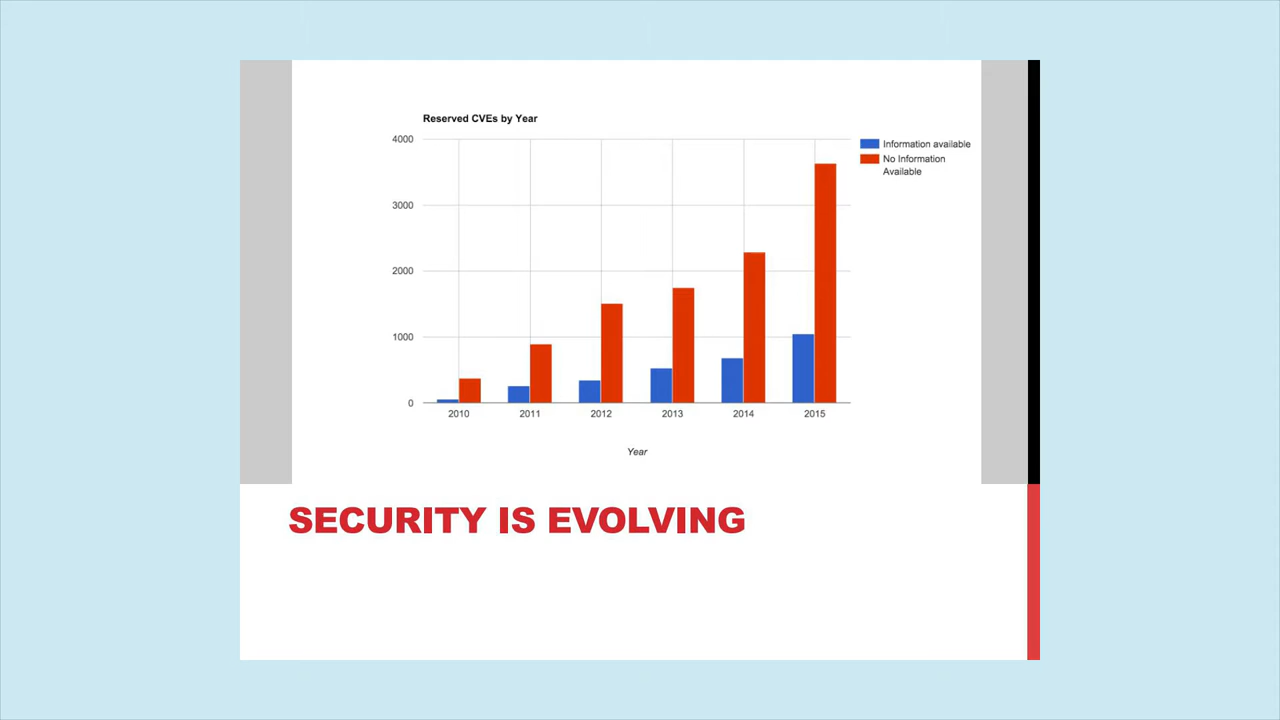 Reserved CVEs by Year
4000
3000
2000
1000
0
2010 2011 2012 2013 2014 2015
Year
Information available
No Information
Available
SECURITY IS EVOLVING